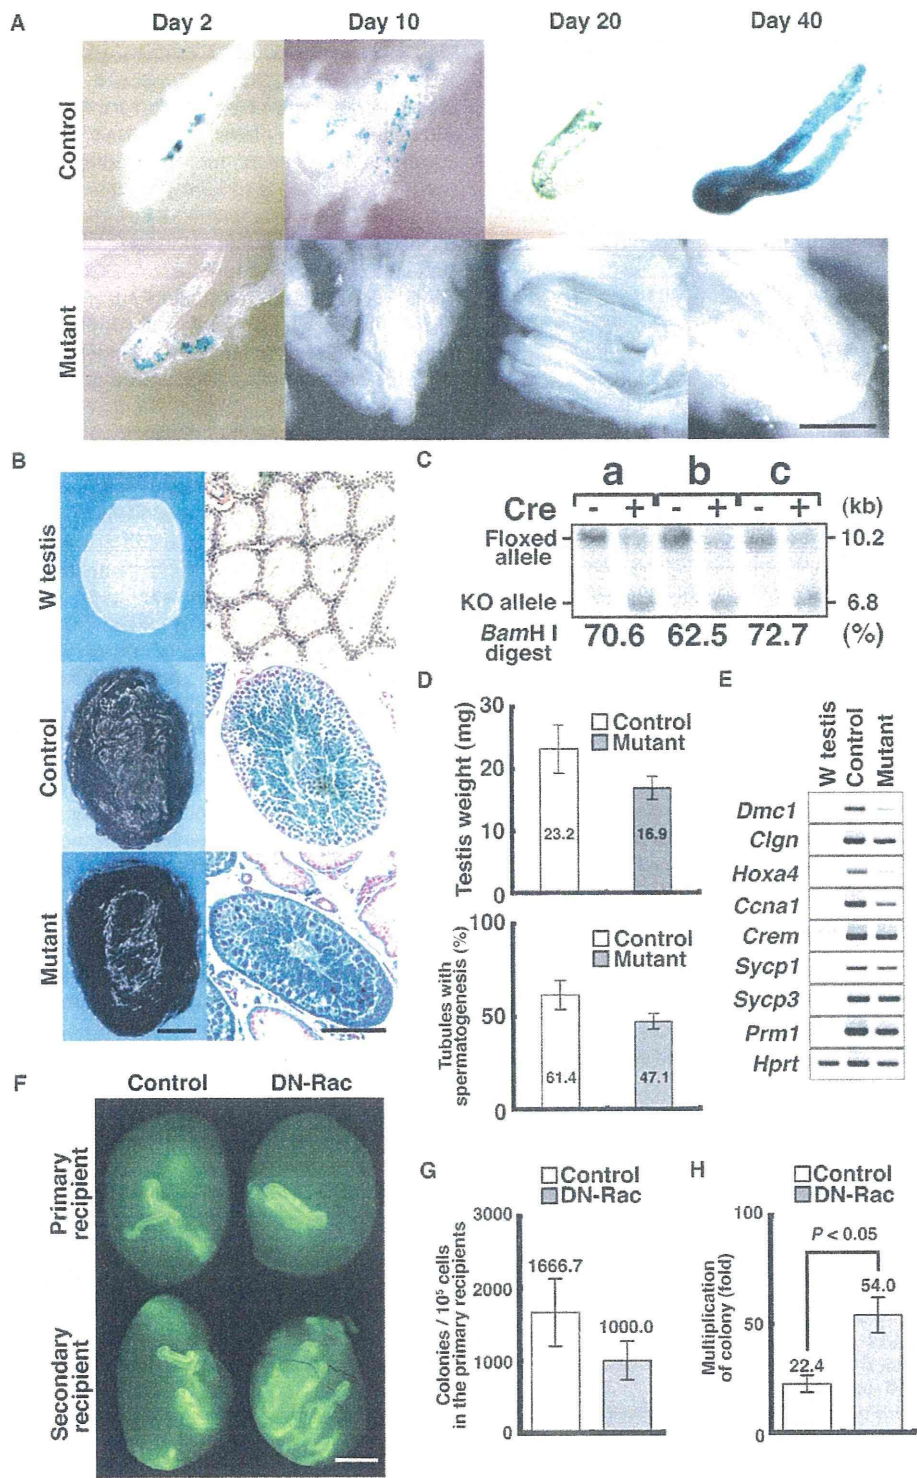 A
Day 2 Day 10 Day 20 Day 40
Control
Mutant
B
W testis
Control
Mutant
C
a b c
Cre - + - + - + (kb)
Floxed allele 10.2
KO allele 6.8
BamH I digest 70.6 62.5 72.7 (%)
D
Testis weight (mg)
30
20
10
0
Control
Mutant
23.2 16.9
Tubules with spermatogenesis (%)
100
50
0
Control
Mutant
61.4 47.1
E
W testis Control Mutant
Dmc1
Clgn
Hoxa4
Ccna1
Crem
Sycp1
Sycp3
Prm1
Hprt
F
Control DN-Rac
Primary recipient
Secondary recipient
G
Control
DN-Rac
Colonies / 10⁵ cells in the primary recipients
3000
2000
1000
0
1666.7
1000.0
H
Control
DN-Rac
Multiplication of colony (fold)
100
50
0
P < 0.05
22.4
54.0